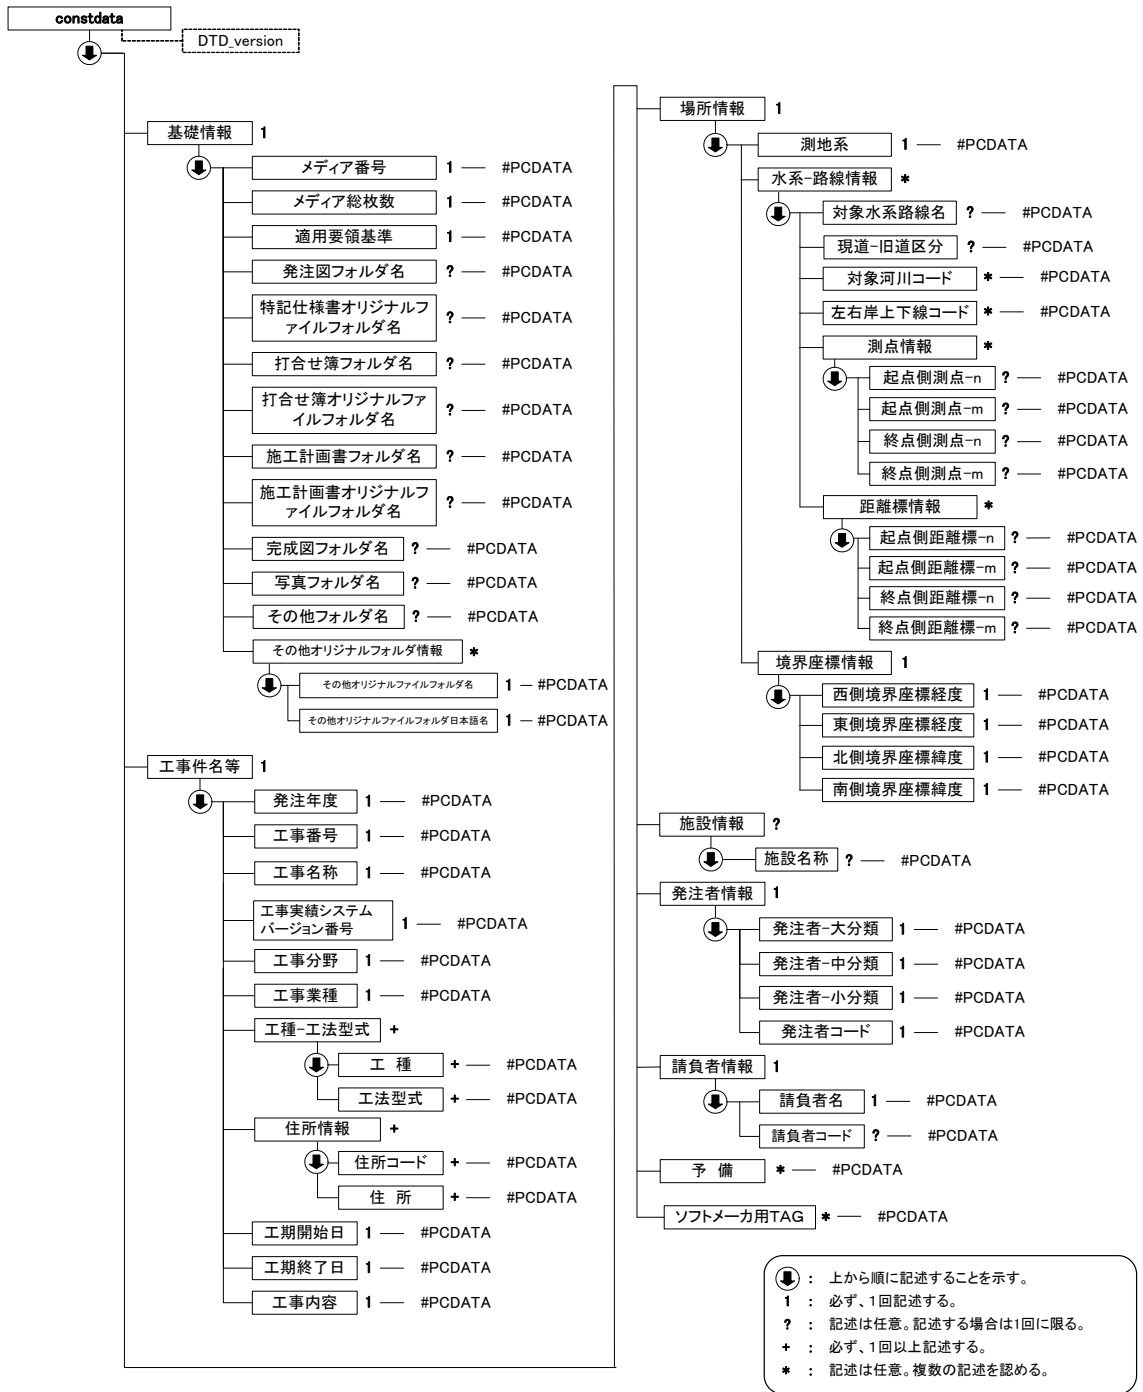 constdata
DTD_version
基礎情報 1
メディア番号 1 #PCDATA
メディア総枚数 1 #PCDATA
適用要領基準 1 #PCDATA
発注図フォルダ名 ? #PCDATA
特記仕様書オリジナルフ
ァイルフォルダ名 ? #PCDATA
打合せ簿フォルダ名 ? #PCDATA
打合せ簿オリジナルファ
イルフォルダ名 ? #PCDATA
施工計画書フォルダ名 ? #PCDATA
施工計画書オリジナルフ
ァイルフォルダ名 ? #PCDATA
完成図フォルダ名 ? #PCDATA
写真フォルダ名 ? #PCDATA
その他フォルダ名 ? #PCDATA
その他オリジナルフォルダ情報 *
その他オリジナルファイルフォルダ名 1 #PCDATA
その他オリジナルファイルフォルダ日本語名 1 #PCDATA
工事件名等 1
発注年度 1 #PCDATA
工事番号 1 #PCDATA
工事名称 1 #PCDATA
工事実績システム
バージョン番号 1 #PCDATA
工事分野 1 #PCDATA
工事業種 1 #PCDATA
工種-工法型式 +
工 種 + #PCDATA
工法型式 + #PCDATA
住所情報 +
住所コード + #PCDATA
住 所 + #PCDATA
工期開始日 1 #PCDATA
工期終了日 1 #PCDATA
工事内容 1 #PCDATA
場所情報 1
測地系 1 #PCDATA
水系-路線情報 *
対象水系路線名 ? #PCDATA
現道-旧道区分 ? #PCDATA
対象河川コード * #PCDATA
左右岸上下線コード * #PCDATA
測点情報 *
起点側測点-n ? #PCDATA
起点側測点-m ? #PCDATA
終点側測点-n ? #PCDATA
終点側測点-m ? #PCDATA
距離標情報 *
起点側距離標-n ? #PCDATA
起点側距離標-m ? #PCDATA
終点側距離標-n ? #PCDATA
終点側距離標-m ? #PCDATA
境界座標情報 1
西側境界座標経度 1 #PCDATA
東側境界座標経度 1 #PCDATA
北側境界座標緯度 1 #PCDATA
南側境界座標緯度 1 #PCDATA
施設情報 ?
施設名称 ? #PCDATA
発注者情報 1
発注者-大分類 1 #PCDATA
発注者-中分類 1 #PCDATA
発注者-小分類 1 #PCDATA
発注者コード 1 #PCDATA
請負者情報 1
請負者名 1 #PCDATA
請負者コード ? #PCDATA
予 備 * #PCDATA
ソフトメーカ用TAG * #PCDATA
: 上から順に記述することを示す。
1 : 必ず、1回記述する。
? : 記述は任意。記述する場合は1回に限る。
+ : 必ず、1回以上記述する。
* : 記述は任意。複数の記述を認める。